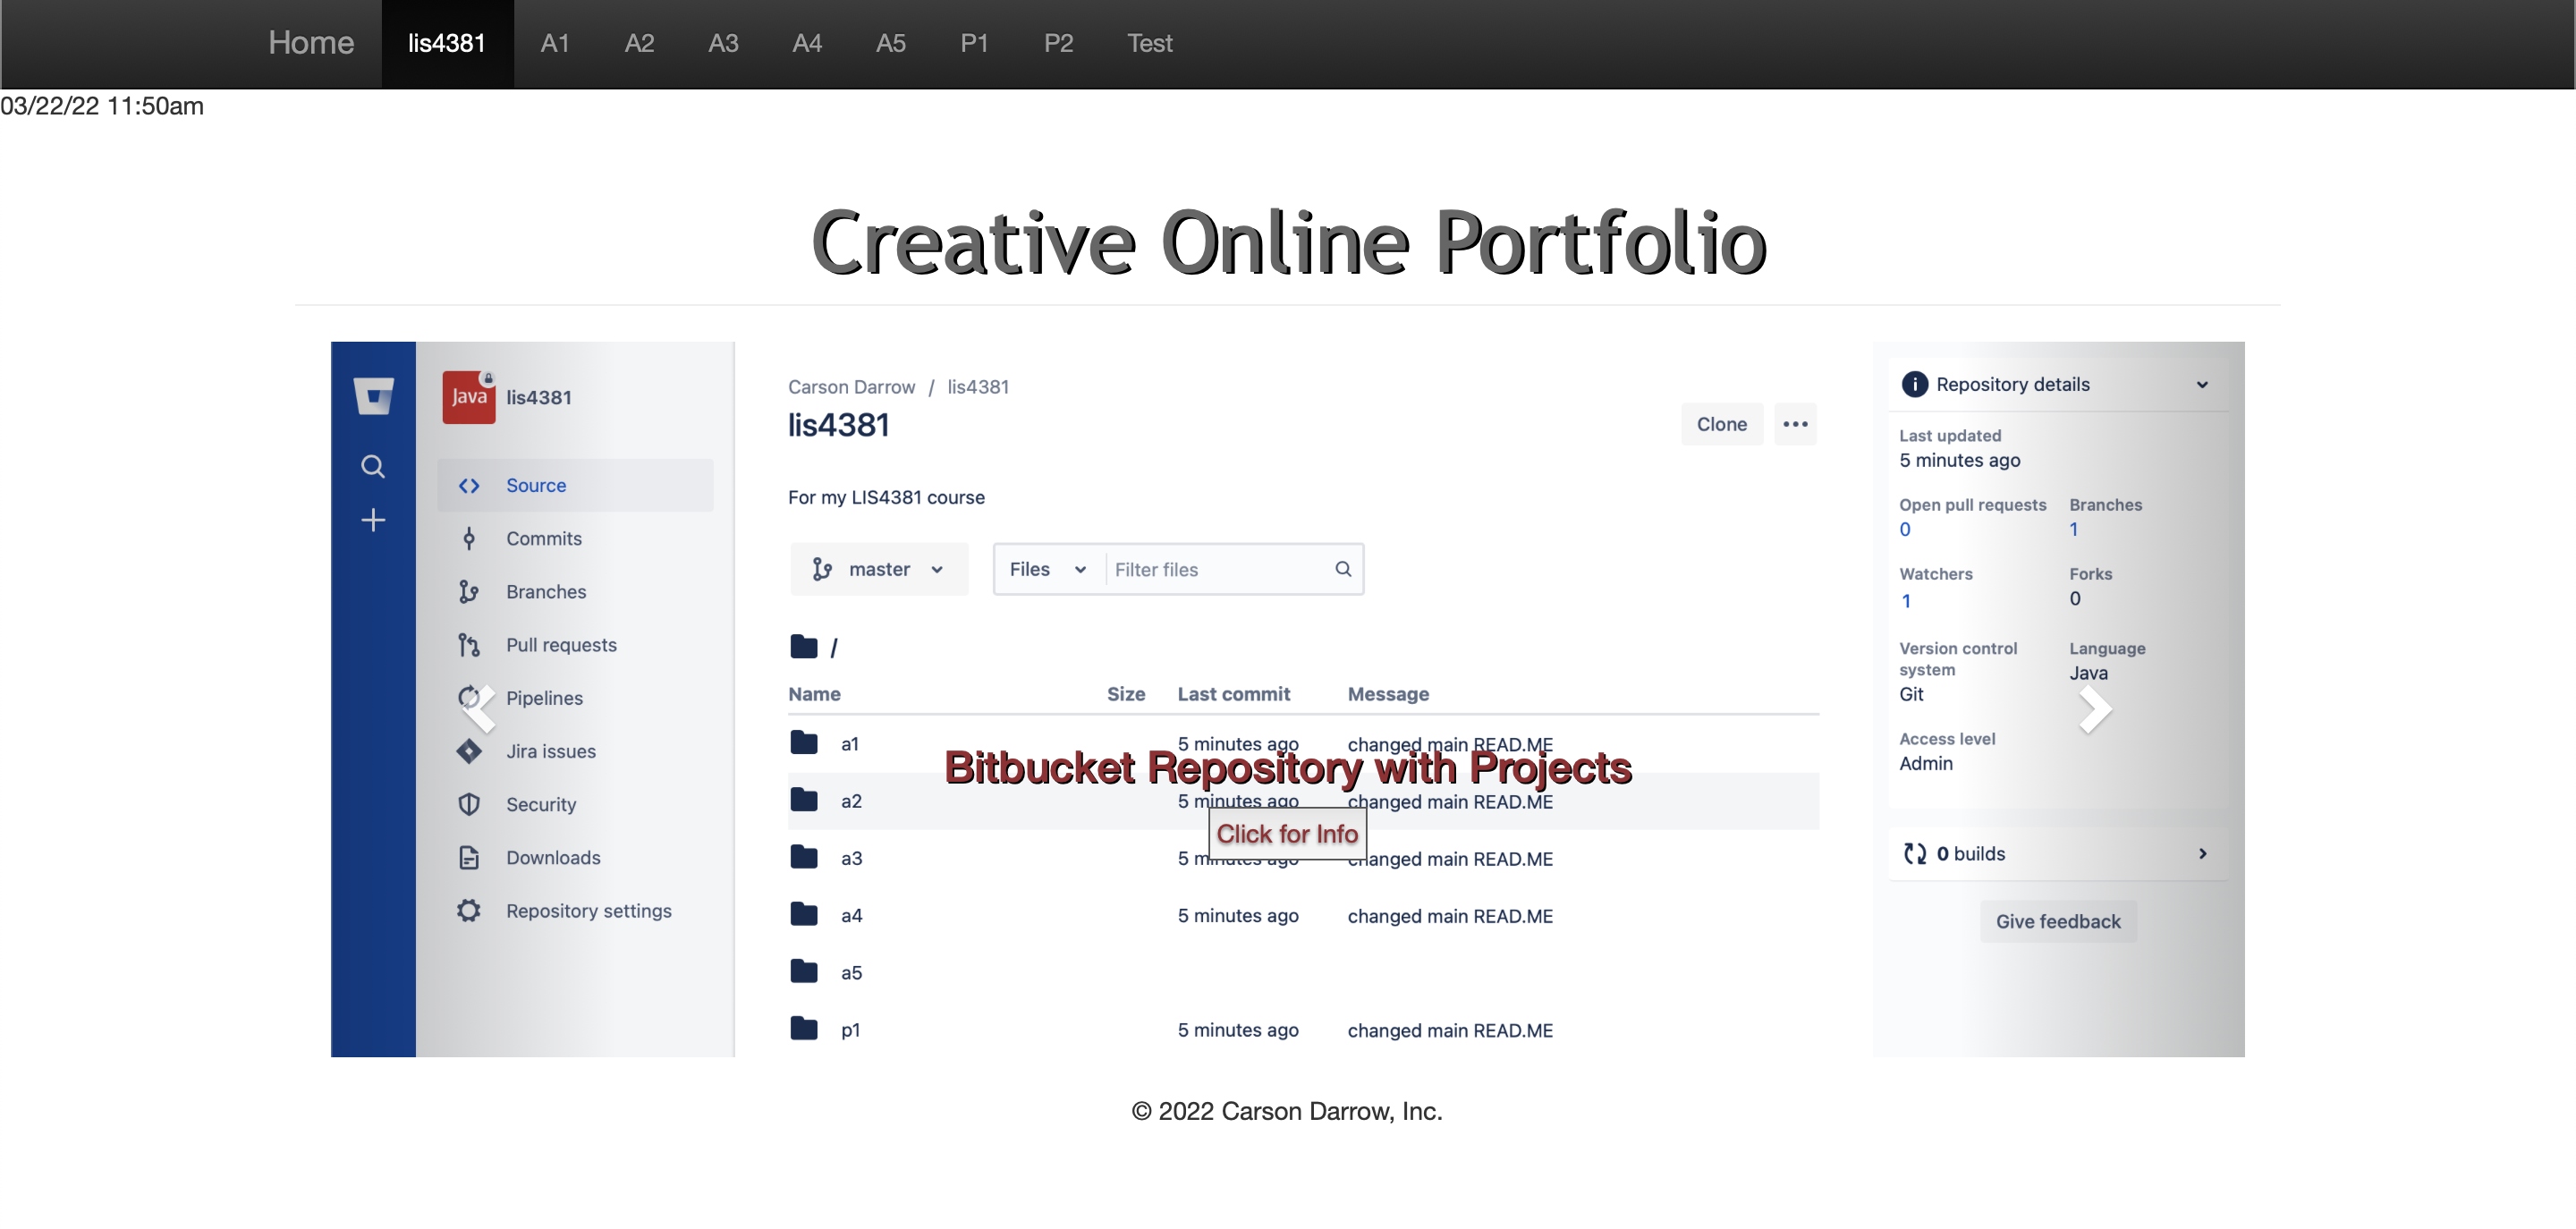 Home lis4381 A1 A2 A3 A4 A5 P1 P2 Test
03/22/22 11:50am
Creative Online Portfolio
Java lis4381
Source
Commits
Branches
Pull requests
Pipelines
Jira issues
Security
Downloads
Repository settings
Carson Darrow / lis4381
lis4381
Clone
For my LIS4381 course
master Files Filter files
/
Name Size Last commit Message
a1 5 minutes ago changed main READ.ME
Bitbucket Repository with Projects
a2 5 minutes ago changed main READ.ME
Click for Info
a3 5 minutes ago changed main READ.ME
a4 5 minutes ago changed main READ.ME
a5
p1 5 minutes ago changed main READ.ME
Repository details
Last updated
5 minutes ago
Open pull requests Branches
0 1
Watchers Forks
1 0
Version control system Language
Git Java
Access level
Admin
0 builds
Give feedback
© 2022 Carson Darrow, Inc.